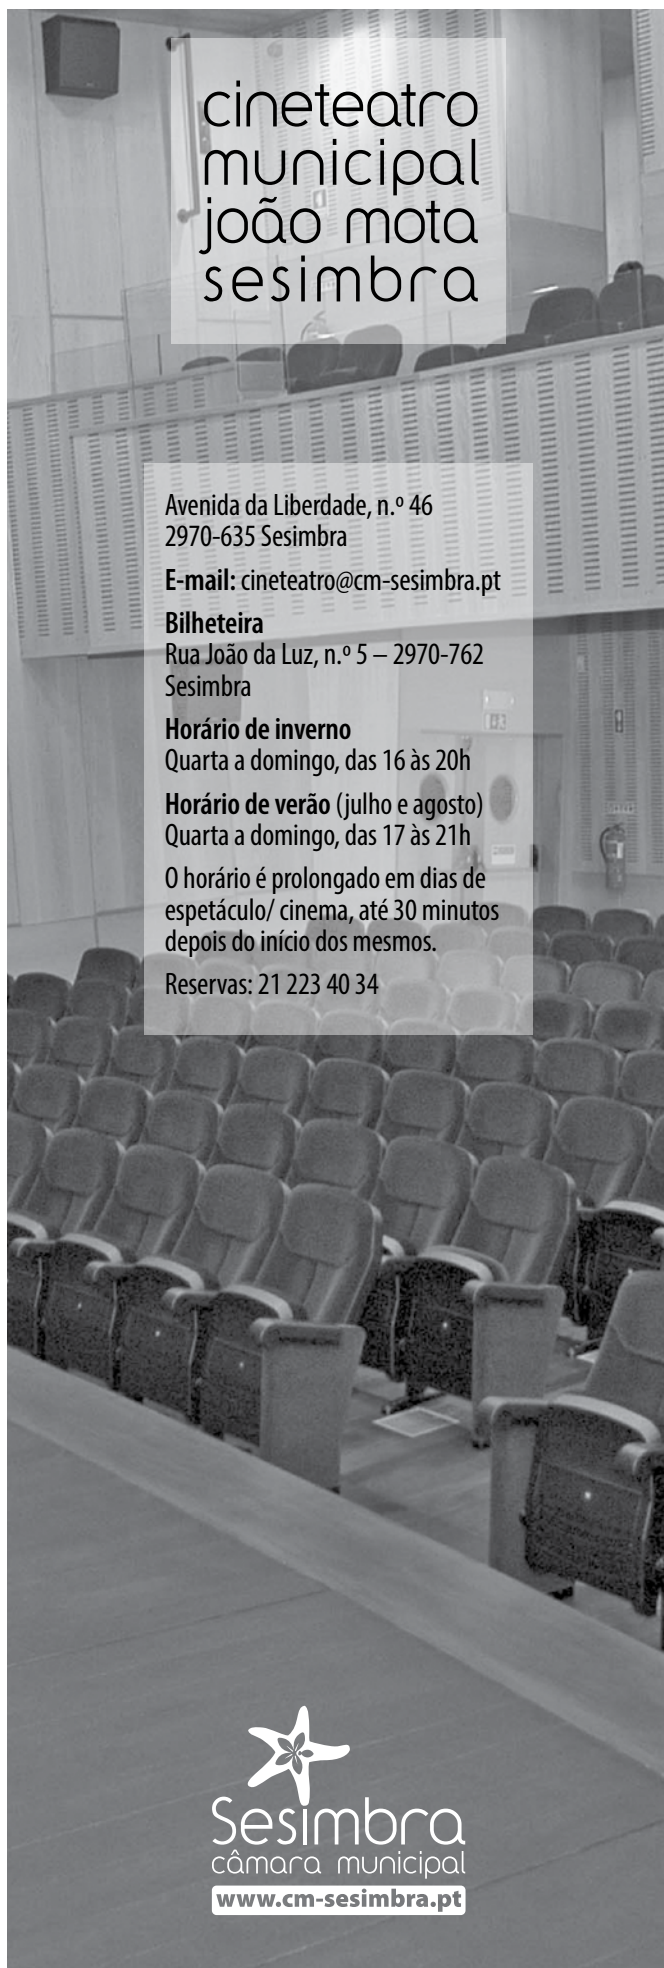 cineteatro
municipal
joão mota
sesimbra
Avenida da Liberdade, n.º 46
2970-635 Sesimbra
E-mail: cineteatro@cm-sesimbra.pt
Bilheteira
Rua João da Luz, n.º 5 – 2970-762
Sesimbra
Horário de inverno
Quarta a domingo, das 16 às 20h
Horário de verão (julho e agosto)
Quarta a domingo, das 17 às 21h
O horário é prolongado em dias de
espetáculo/ cinema, até 30 minutos
depois do início dos mesmos.
Reservas: 21 223 40 34
Sesimbra
câmara municipal
www.cm-sesimbra.pt